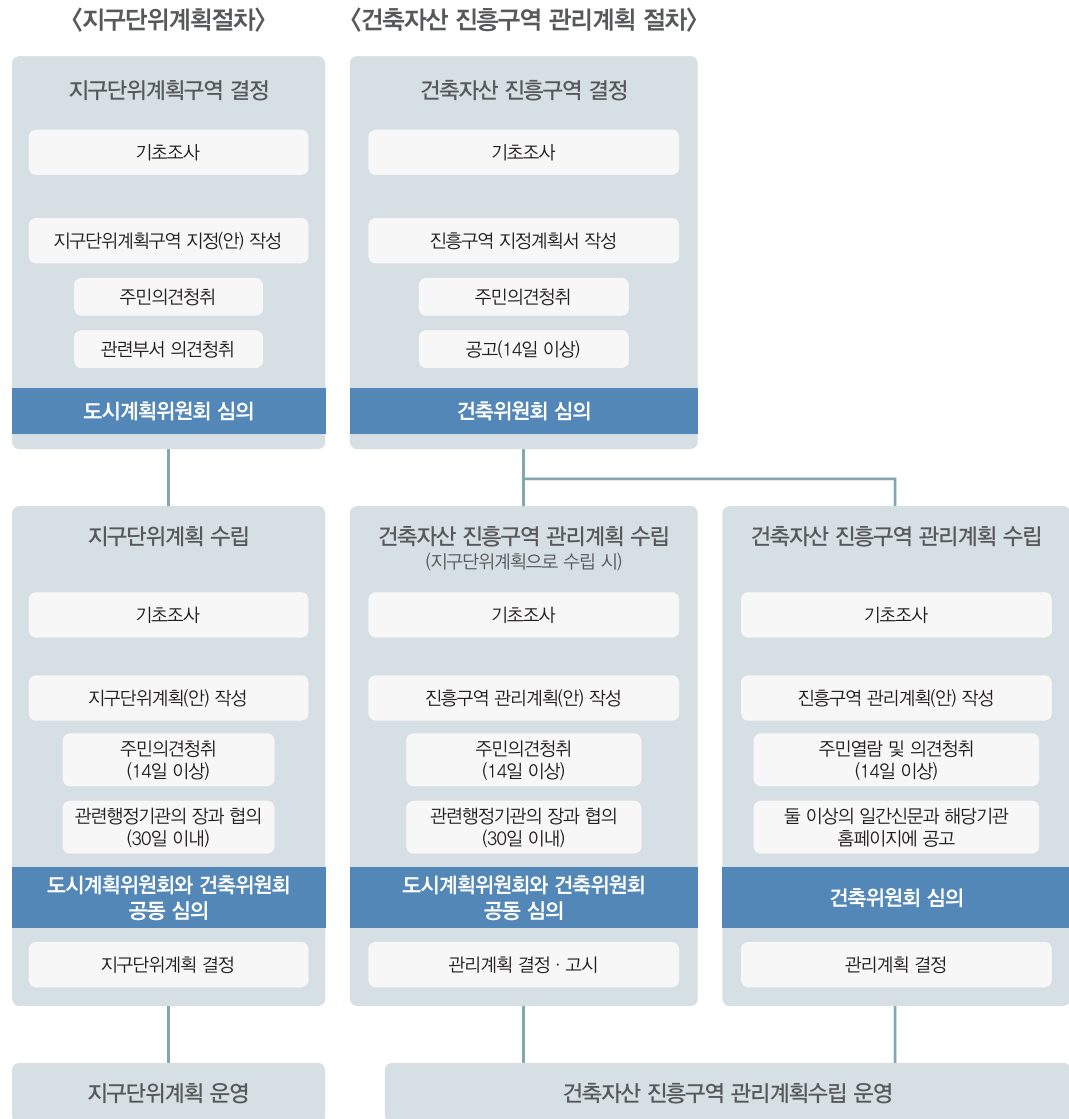 〈지구단위계획절차〉
〈건축자산 진흥구역 관리계획 절차〉
지구단위계획구역 결정
기초조사
지구단위계획구역 지정(안) 작성
주민의견청취
관련부서 의견청취
도시계획위원회 심의
건축자산 진흥구역 결정
기초조사
진흥구역 지정계획서 작성
주민의견청취
공고(14일 이상)
건축위원회 심의
지구단위계획 수립
기초조사
지구단위계획(안) 작성
주민의견청취
(14일 이상)
관련행정기관의 장과 협의
(30일 이내)
도시계획위원회와 건축위원회
공동 심의
지구단위계획 결정
건축자산 진흥구역 관리계획 수립
(지구단위계획으로 수립 시)
기초조사
진흥구역 관리계획(안) 작성
주민의견청취
(14일 이상)
관련행정기관의 장과 협의
(30일 이내)
도시계획위원회와 건축위원회
공동 심의
관리계획 결정 · 고시
건축자산 진흥구역 관리계획 수립
기초조사
진흥구역 관리계획(안) 작성
주민열람 및 의견청취
(14일 이상)
둘 이상의 일간신문과 해당기관
홈페이지에 공고
건축위원회 심의
관리계획 결정
지구단위계획 운영
건축자산 진흥구역 관리계획수립 운영